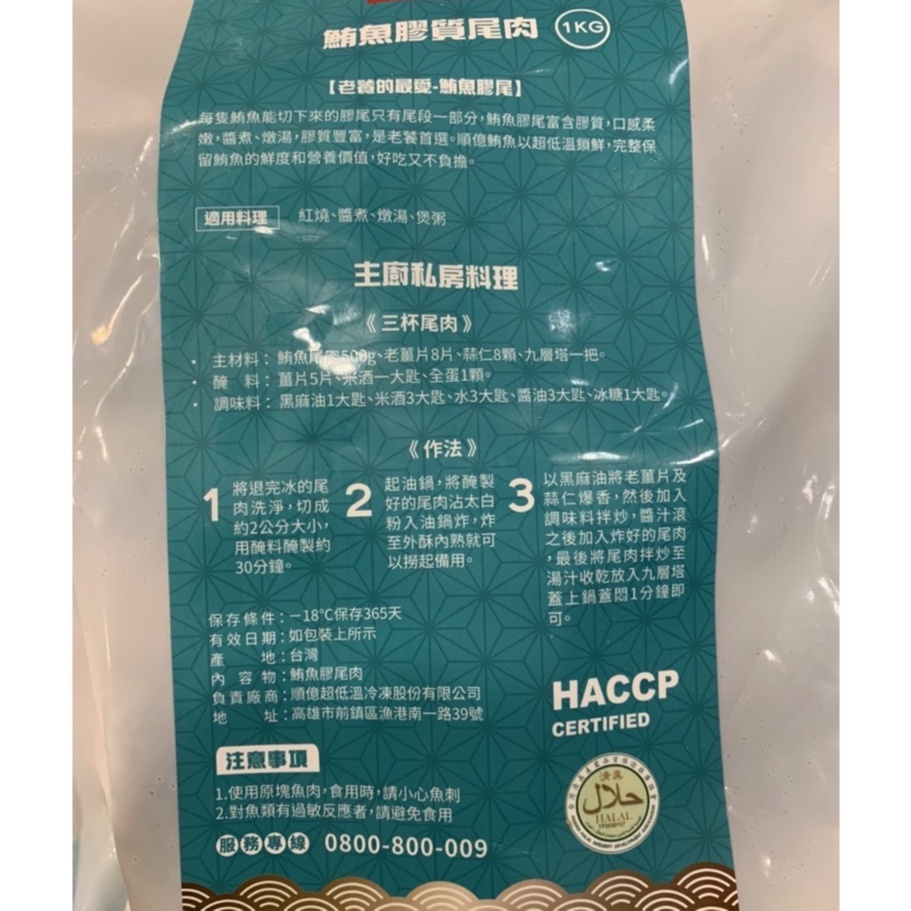 鮪魚膠質尾肉 1KG
【老饕的最愛-鮪魚膠尾】
每隻鮪魚能切下來的膠尾只有尾段一部分,鮪魚膠尾富含膠質,口感柔
嫩,醬煮、燉湯,膠質豐富,是老饕首選。順億鮪魚以超低溫鎖鮮,完整保
留鮪魚的鮮度和營養價值,好吃又不負擔。
適用料理 紅燒、醬煮、燉湯、煲粥
主廚私房料理
《三杯尾肉》
• 主材料：鮪魚尾肉500g、老薑片8片、蒜仁8顆、九層塔一把。
• 醃 料：薑片5片、米酒一大匙、全蛋1顆。
• 調味料：黑麻油1大匙、米酒3大匙、水3大匙、醬油3大匙、冰糖1大匙。
《作法》
1 將退完冰的尾
肉洗淨,切成
約2公分大小,
用醃料醃製約
30分鐘。
2 起油鍋,將醃製
好的尾肉沾太白
粉入油鍋炸,炸
至外酥內熟就可
以撈起備用。
3 以黑麻油將老薑片及
蒜仁爆香,然後加入
調味料拌炒,醬汁滾
之後加入炸好的尾肉
,最後將尾肉拌炒至
湯汁收乾放入九層塔
蓋上鍋蓋悶1分鐘即
可。
保存條件：－18℃保存365天
有效日期：如包裝上所示
產 地：台灣
內 容 物：鮪魚膠尾肉
負責廠商：順億超低溫冷凍股份有限公司
地 址：高雄市前鎮區漁港南一路39號
HACCP
CERTIFIED
注意事項
1.使用原塊魚肉,食用時,請小心魚刺
2.對魚類有過敏反應者,請避免食用
服務專線 0800-800-009
清真
حلال
HALAL